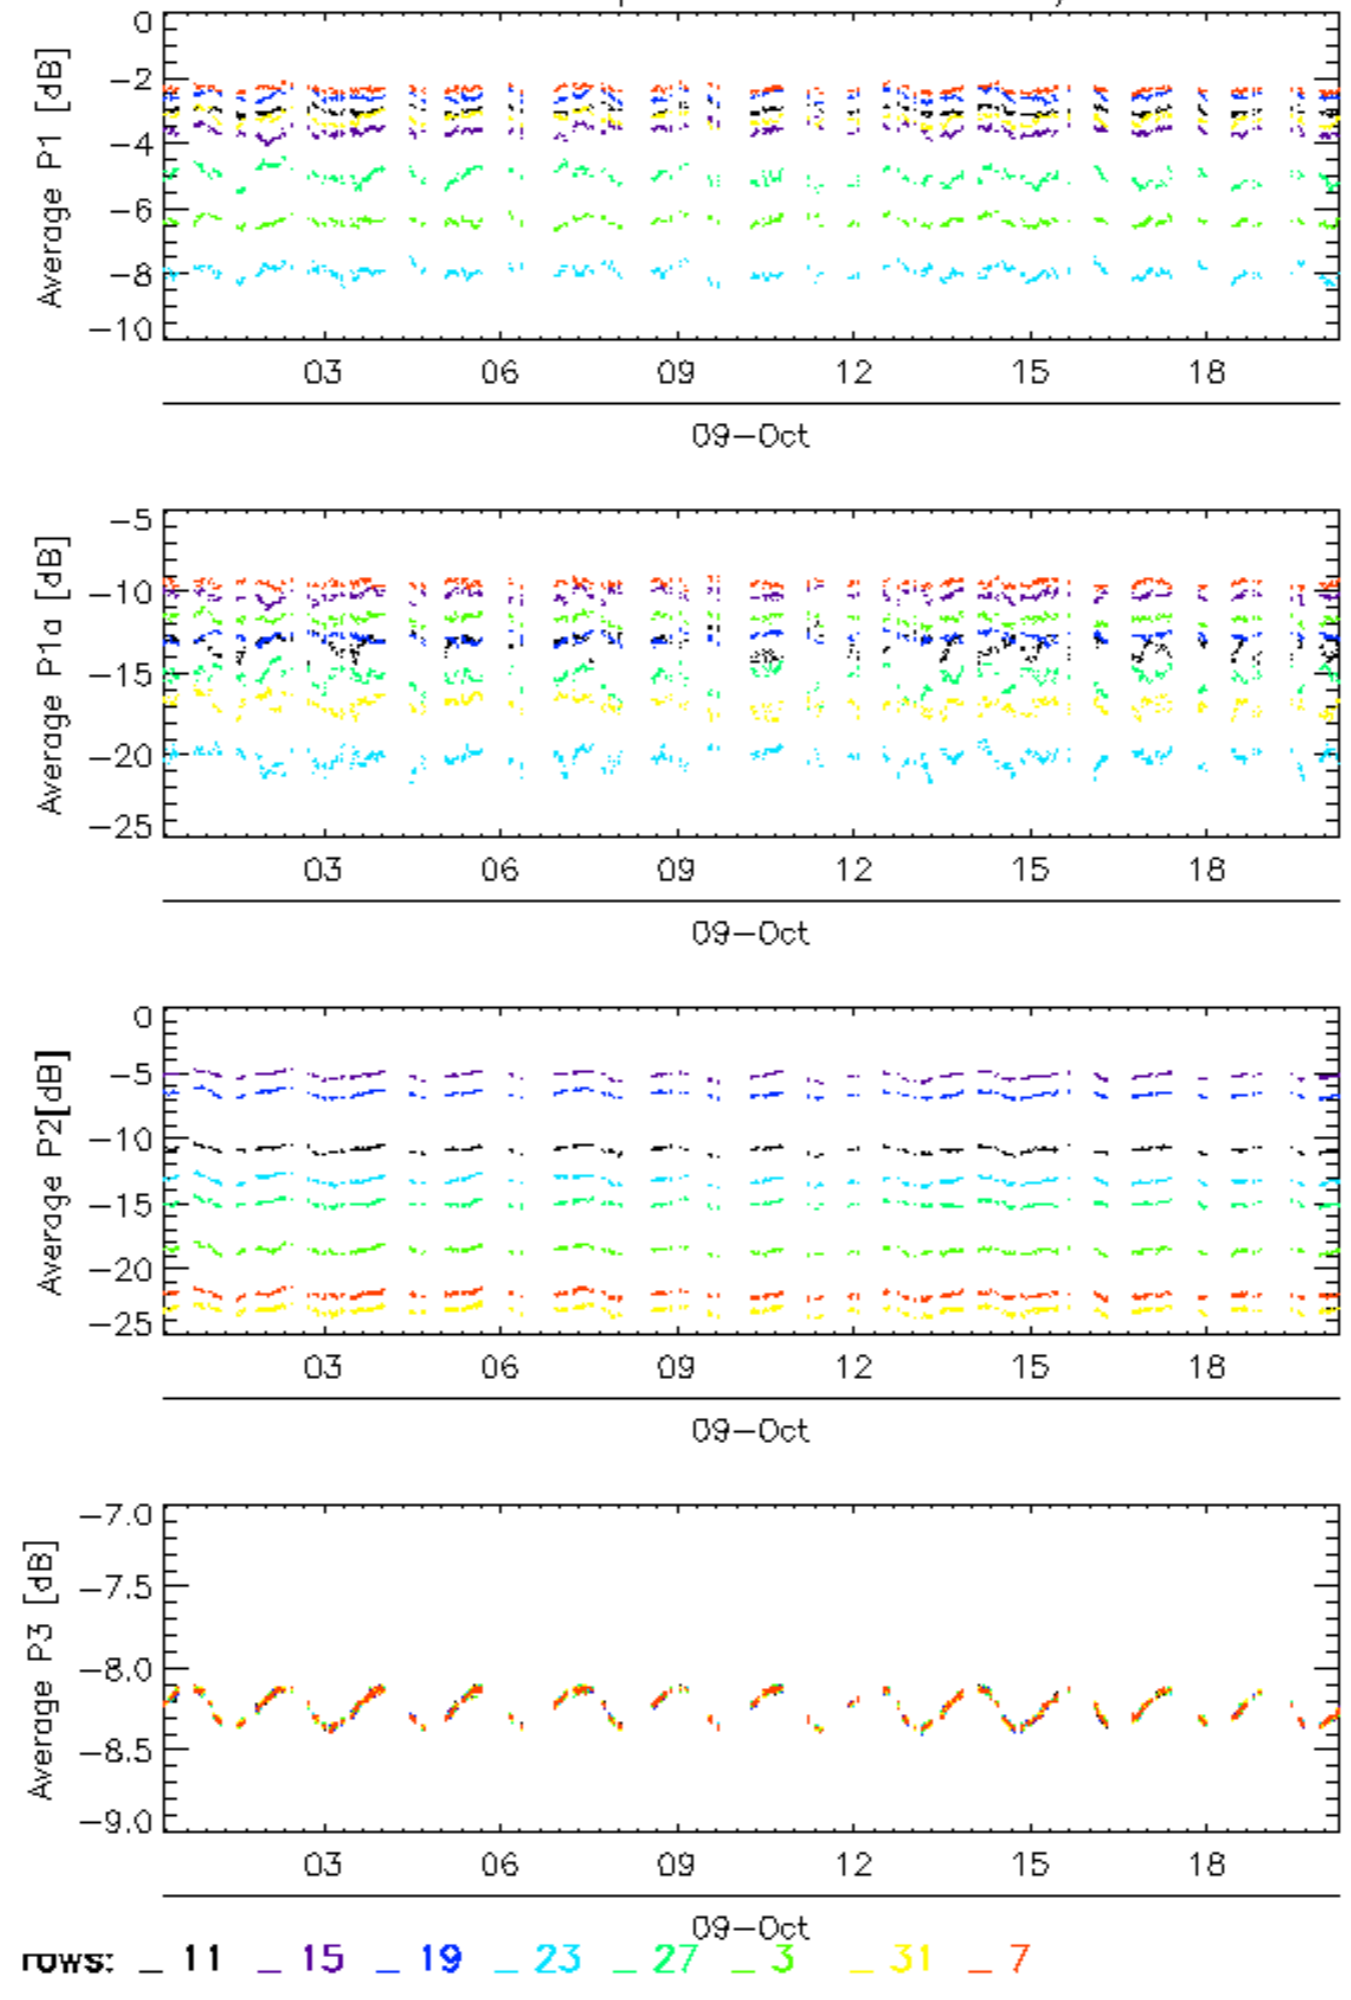 0
−2
−4
−6
−8
−10
Average P1 [dB]
03 06 09 12 15 18
09−Oct
−5
−10
−15
−20
−25
Average P1a [dB]
03 06 09 12 15 18
09−Oct
0
−5
−10
−15
−20
−25
Average P2[dB]
03 06 09 12 15 18
09−Oct
−7.0
−7.5
−8.0
−8.5
−9.0
Average P3 [dB]
03 06 09 12 15 18
09−Oct
rows: _ 11 _ 15 _ 19 _ 23 _ 27 _ 3 _ 31 _ 7